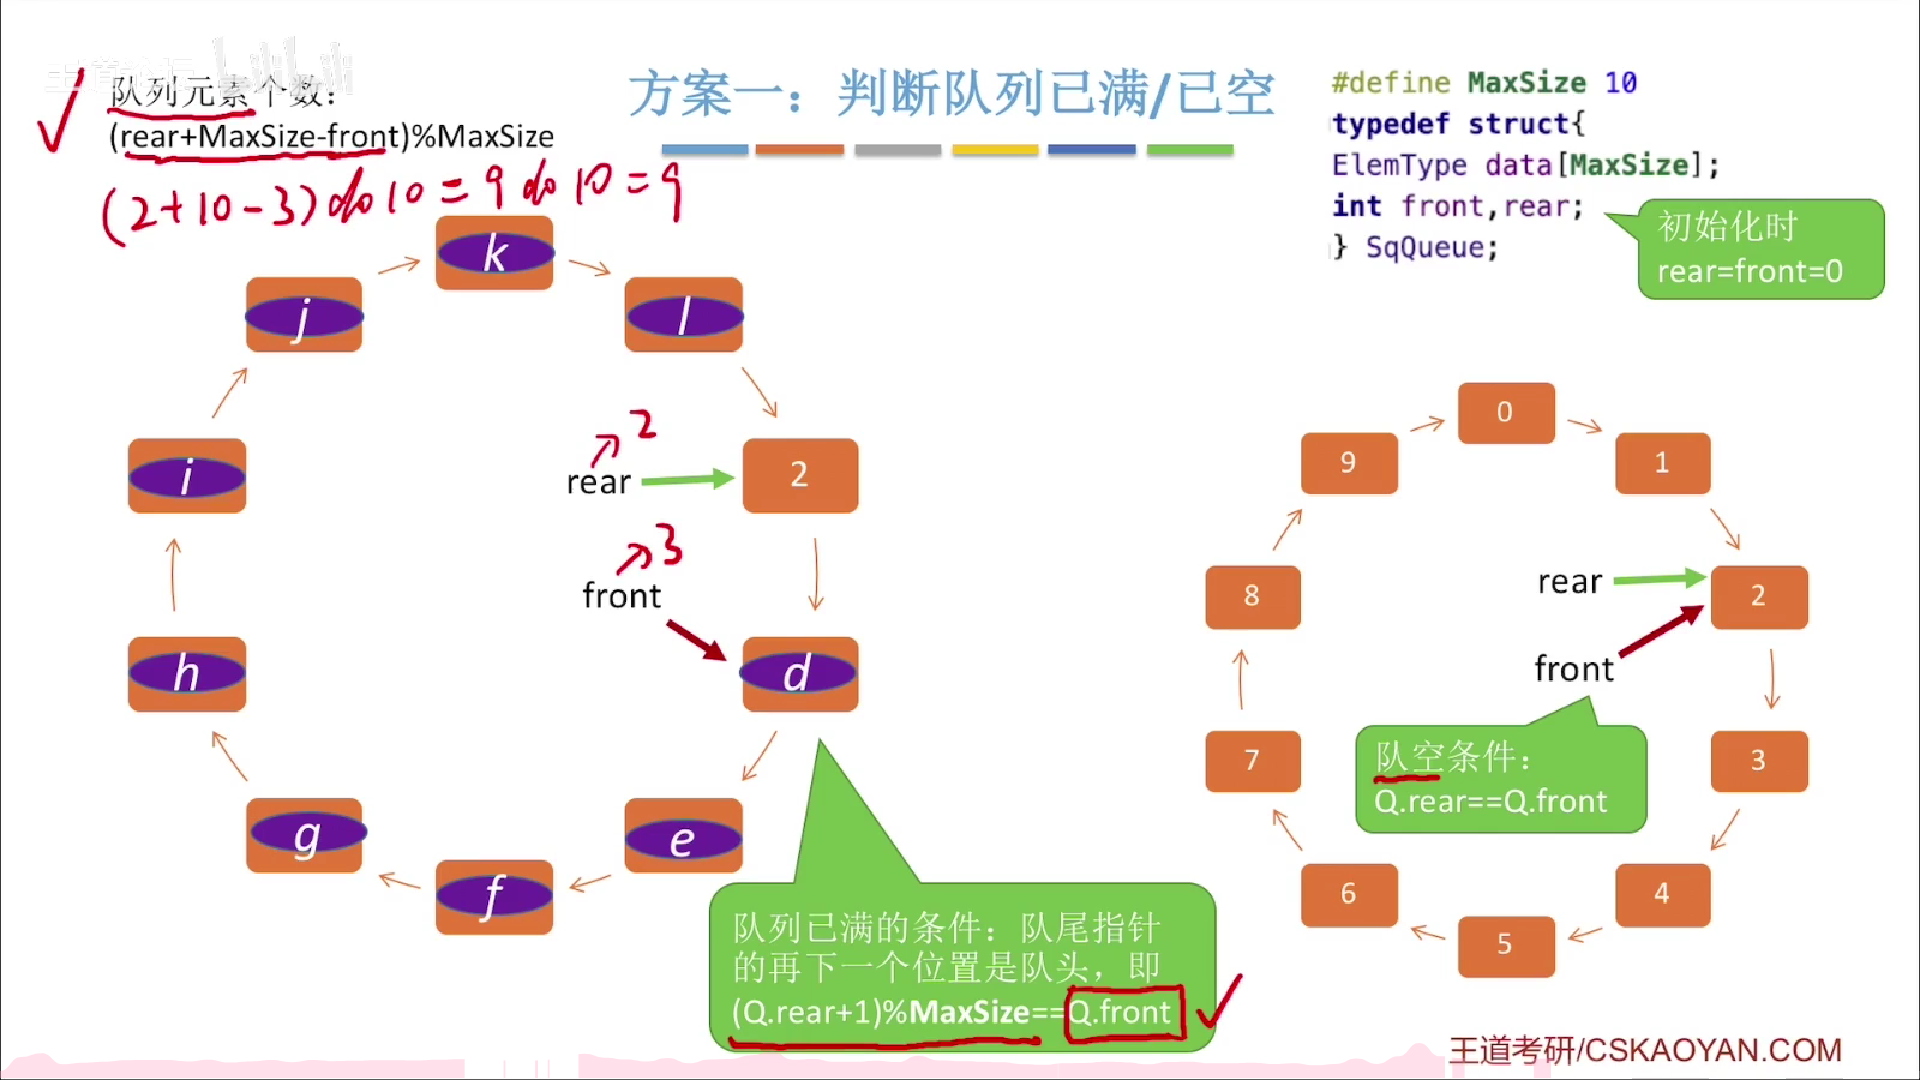 王道论坛 bilibili
队列元素个数：
(rear+MaxSize-front)%MaxSize
(2+10-3)%10=9%10=9
方案一：判断队列已满/已空
#define MaxSize 10
typedef struct{
ElemType data[MaxSize];
int front,rear;
} SqQueue;
初始化时
rear=front=0
k
j
l
i
2
rear
2
3
front
h
d
g
e
f
队列已满的条件：队尾指针
的再下一个位置是队头，即
(Q.rear+1)%MaxSize==Q.front
0
9
1
rear
8
2
front
7
3
队空条件：
Q.rear==Q.front
6
4
5
王道考研/CSKAOYAN.COM